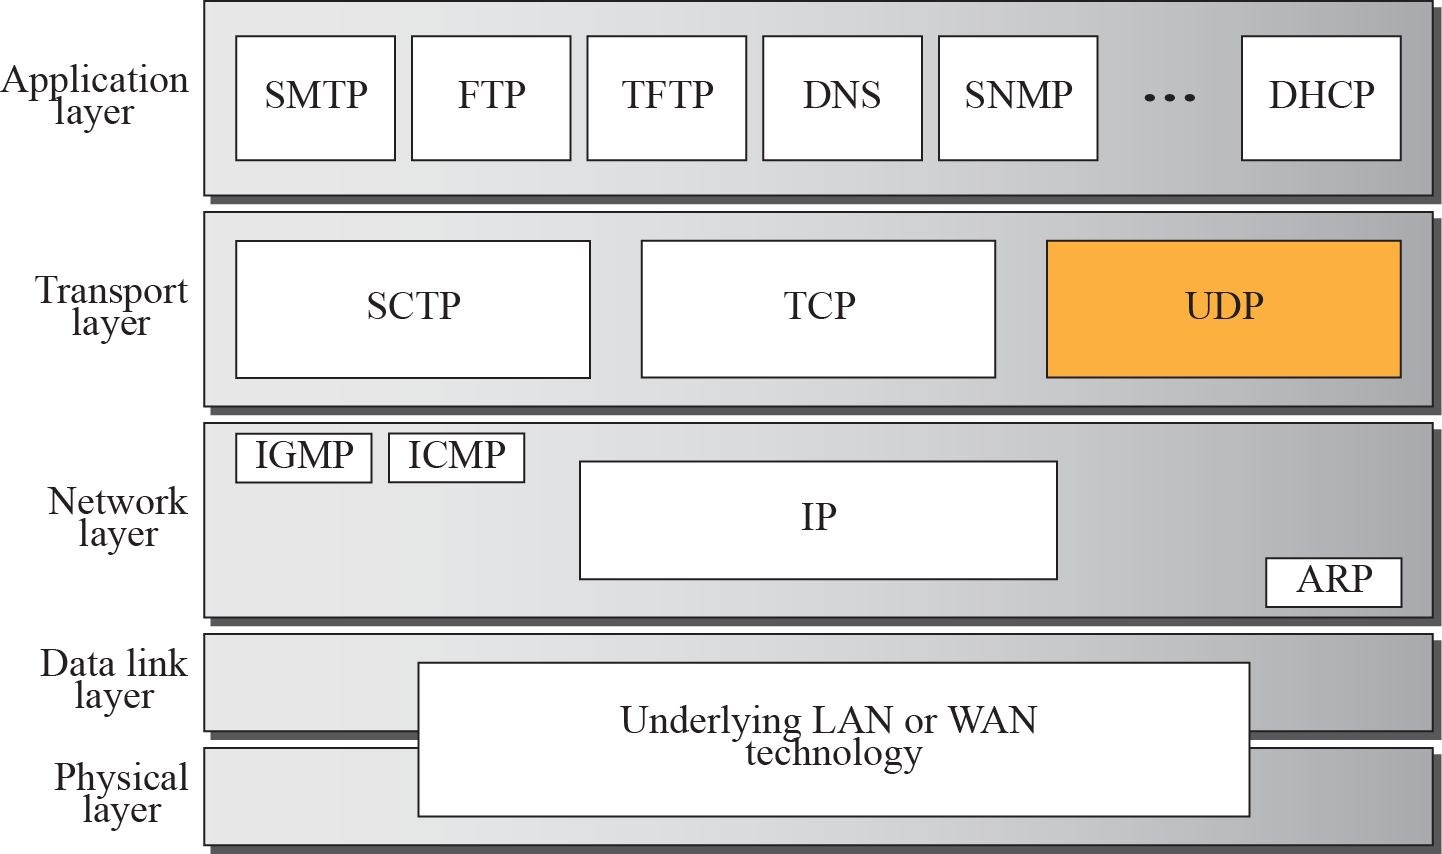 Application
layer
SMTP
FTP
TFTP
DNS
SNMP
...
DHCP
Transport
layer
SCTP
TCP
UDP
Network
layer
IGMP
ICMP
IP
ARP
Data link
layer
Underlying LAN or WAN
technology
Physical
layer